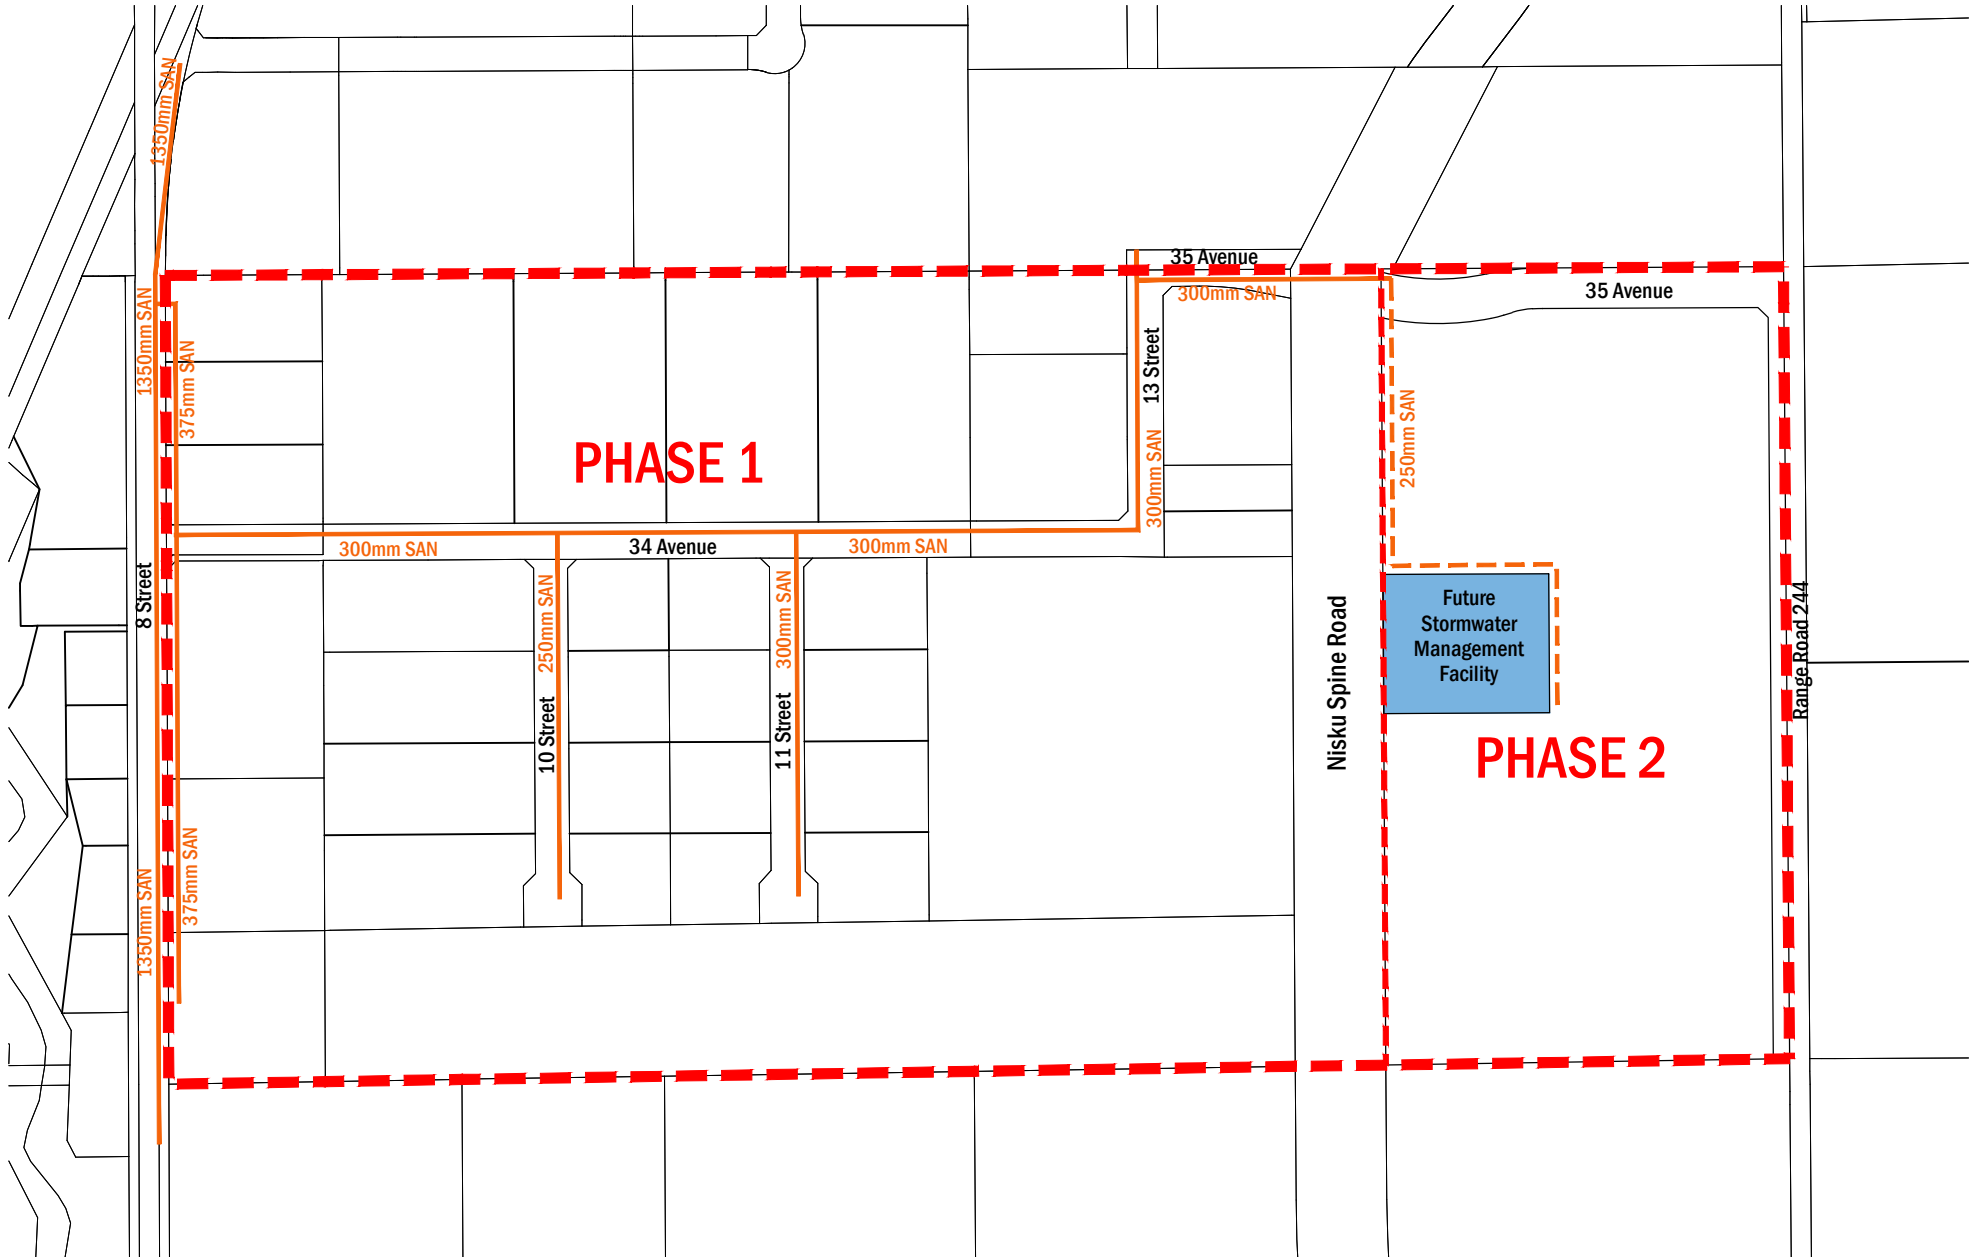 1350mm SAN
35 Avenue
300mm SAN
35 Avenue
1350mm SAN
375mm SAN
13 Street
250mm SAN
PHASE 1
300mm SAN
300mm SAN
34 Avenue
300mm SAN
8 Street
250mm SAN
300mm SAN
Nisku Spine Road
Future
Stormwater
Management
Facility
Range Road 244
10 Street
11 Street
PHASE 2
375mm SAN
1350mm SAN